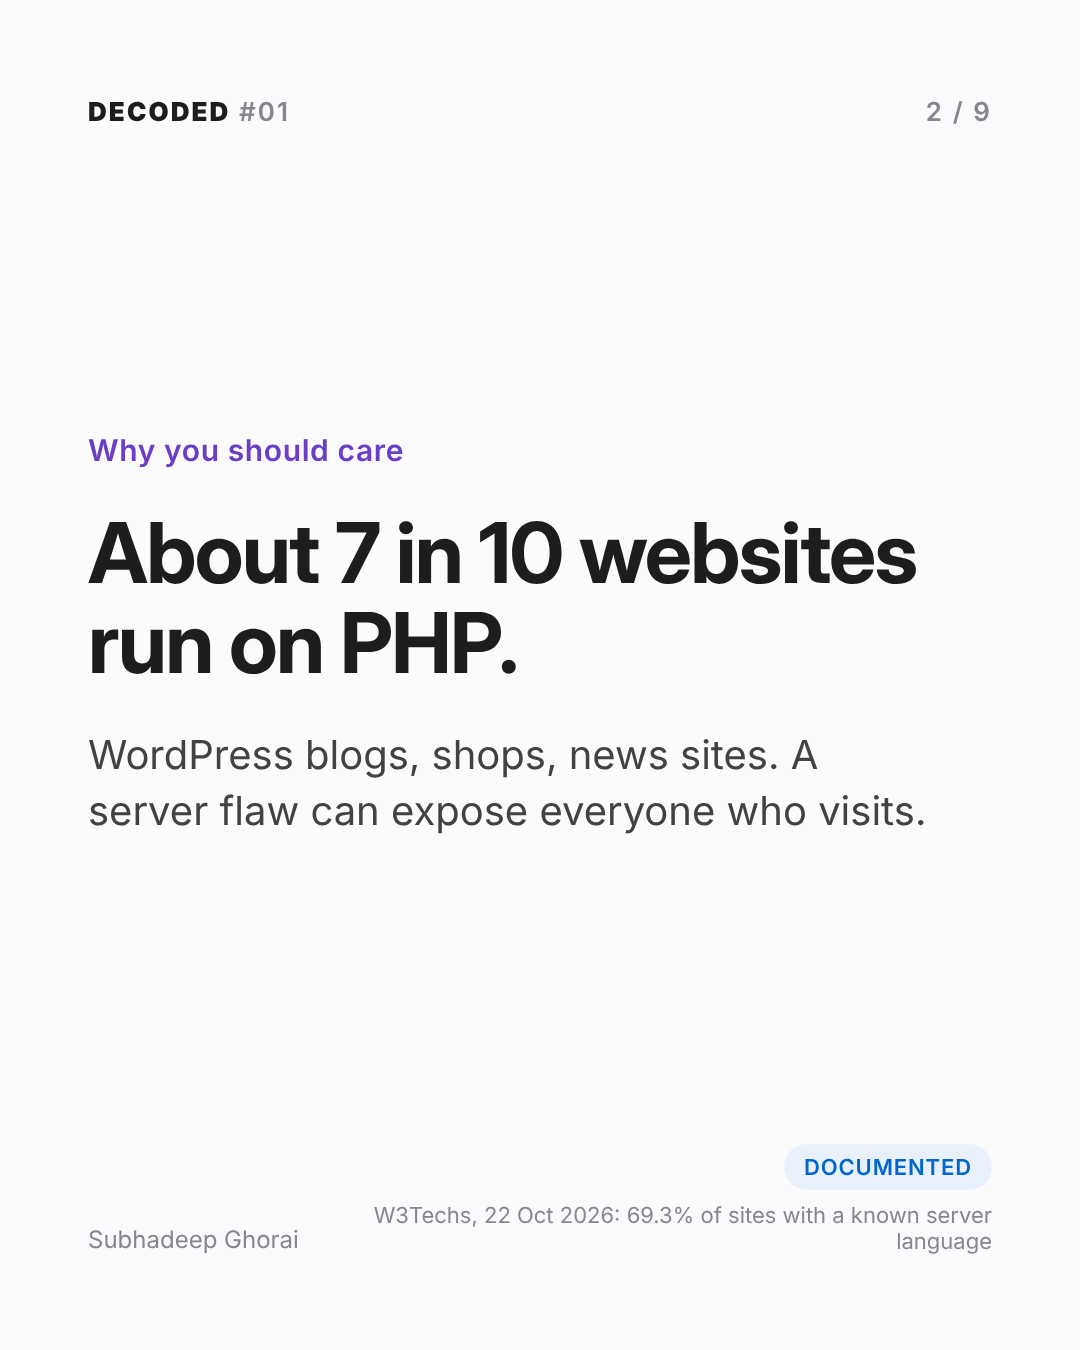 DECODED #01
2 / 9
Why you should care
About 7 in 10 websites
run on PHP.
WordPress blogs, shops, news sites. A
server flaw can expose everyone who visits.
DOCUMENTED
W3Techs, 22 Oct 2026: 69.3% of sites with a known server
language
Subhadeep Ghorai